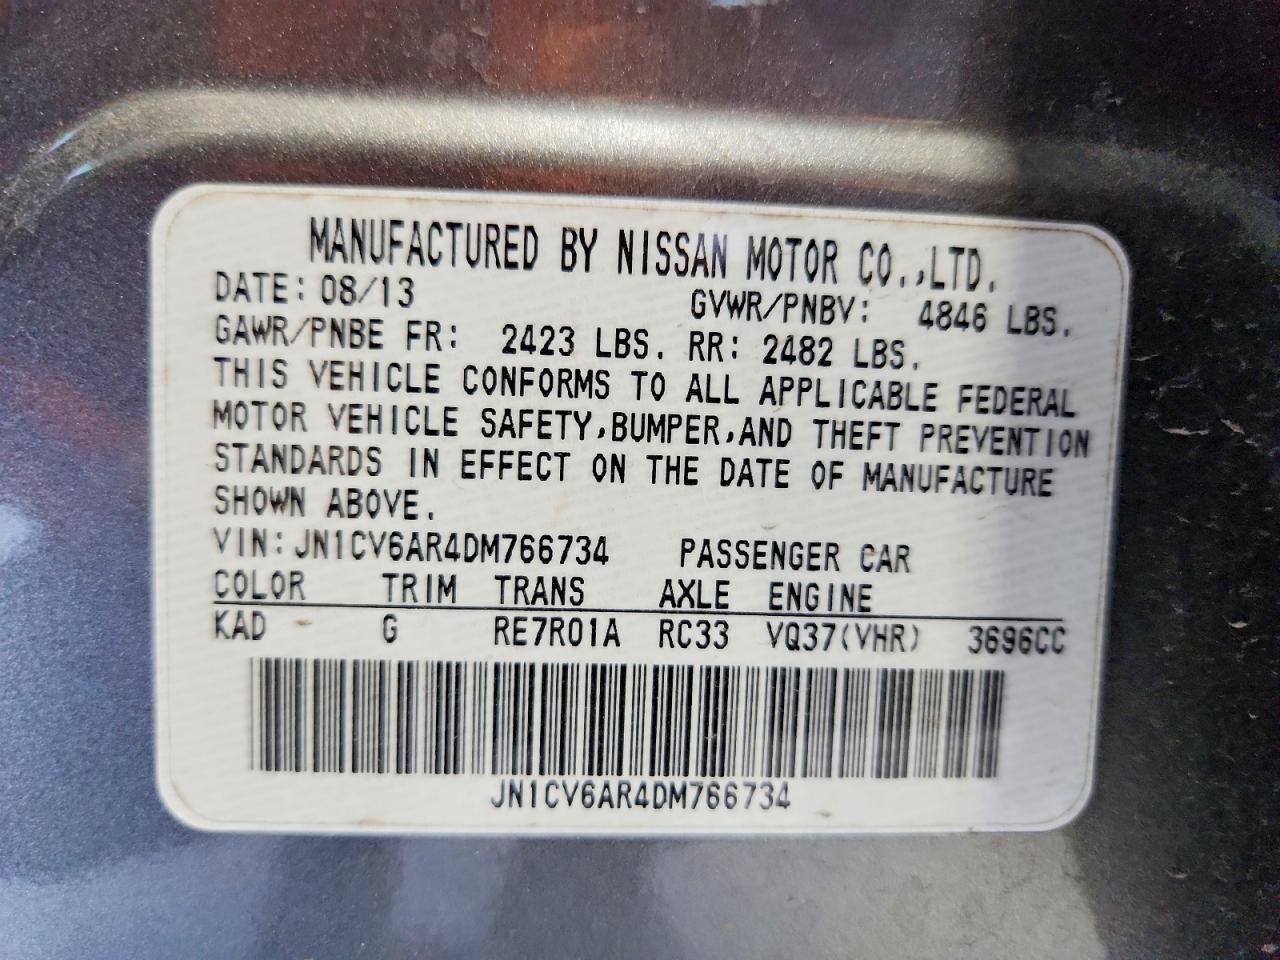 MANUFACTURED BY NISSAN MOTOR CO.,LTD.
DATE: 08/13 GVWR/PNBV: 4846 LBS.
GAWR/PNBE FR: 2423 LBS. RR: 2482 LBS.
THIS VEHICLE CONFORMS TO ALL APPLICABLE FEDERAL
MOTOR VEHICLE SAFETY,BUMPER,AND THEFT PREVENTION
STANDARDS IN EFFECT ON THE DATE OF MANUFACTURE
SHOWN ABOVE.
VIN:JN1CV6AR4DM766734 PASSENGER CAR
COLOR TRIM TRANS AXLE ENGINE
KAD G RE7R01A RC33 VQ37(VHR) 3696CC
JN1CV6AR4DM766734